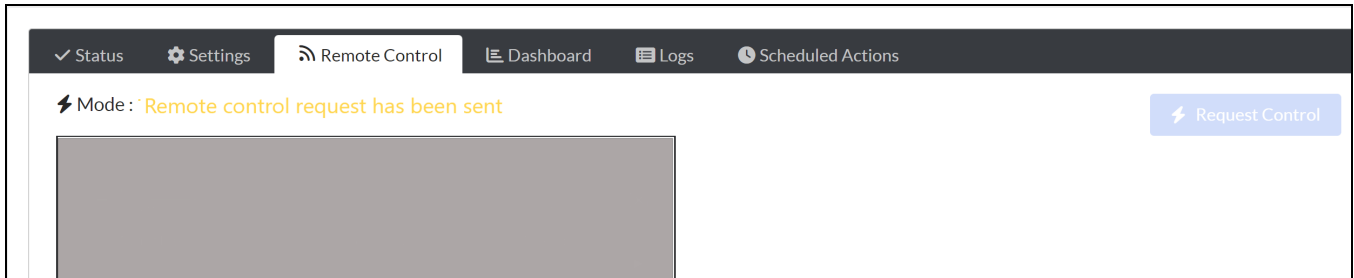 Status Settings Remote Control Dashboard Logs Scheduled Actions
Mode : Remote control request has been sent
Request Control